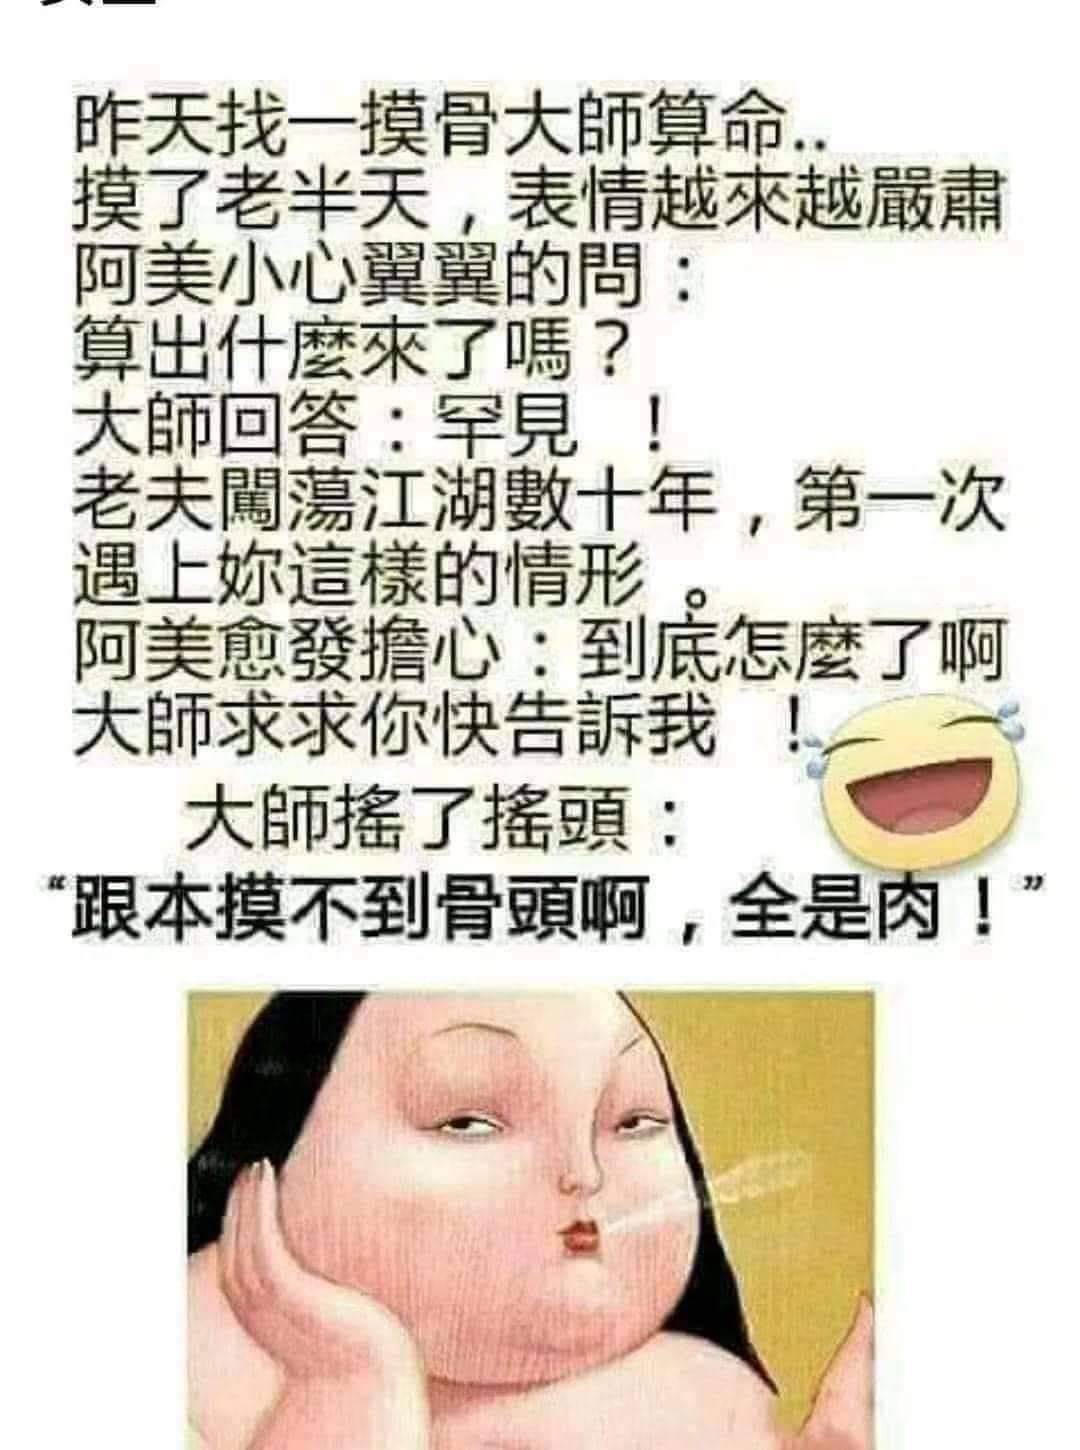 昨天找一摸骨大師算命..
摸了老半天，表情越來越嚴肅
阿美小心翼翼的問：
算出什麼來了嗎？
大師回答：罕見 ！
老夫闖蕩江湖數十年，第一次
遇上妳這樣的情形 。
阿美愈發擔心：到底怎麼了啊
大師求求你快告訴我 ！
大師搖了搖頭：
“跟本摸不到骨頭啊，全是肉！”